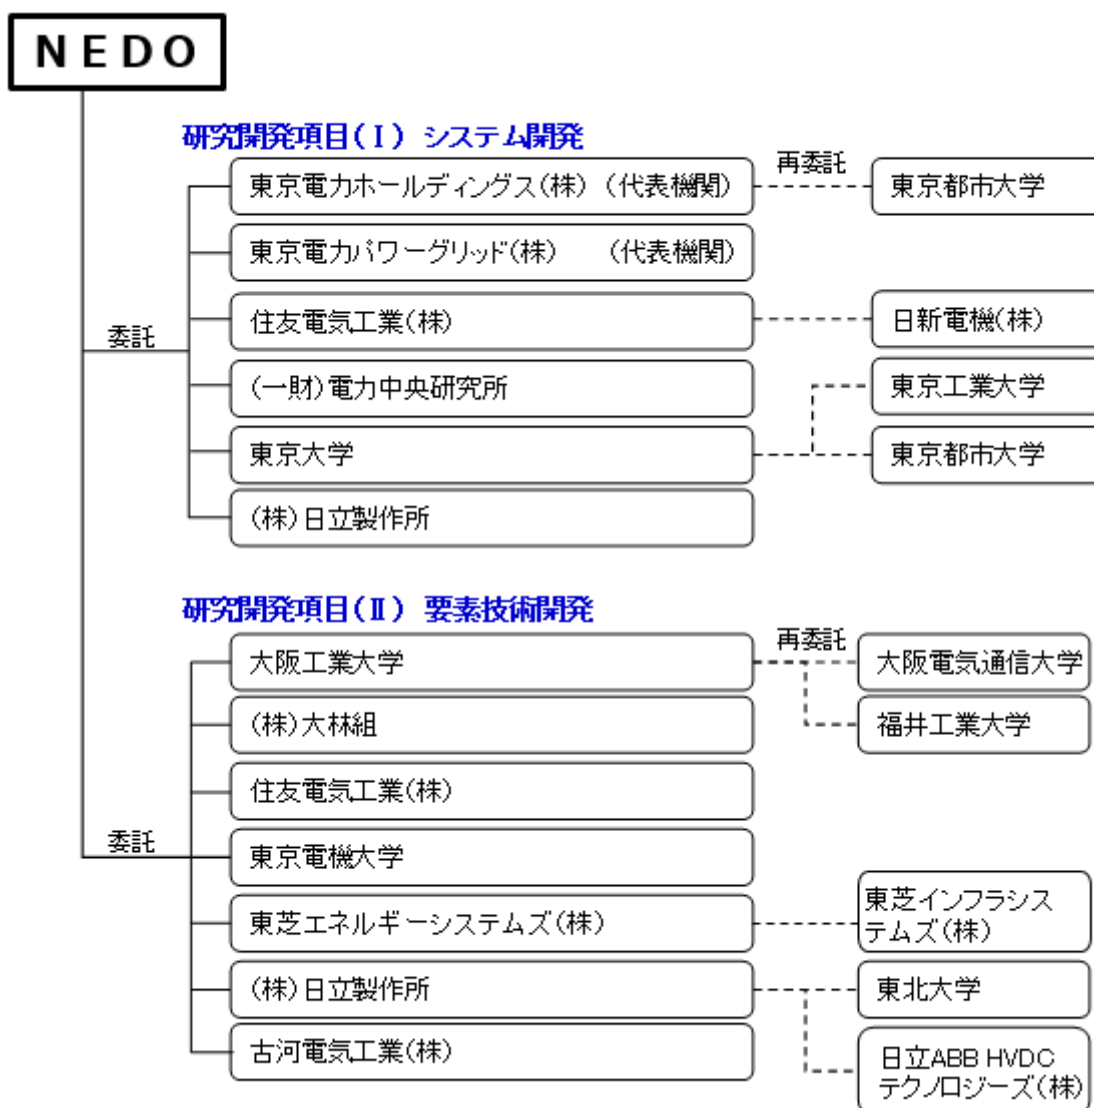 NEDO
研究開発項目(Ⅰ) システム開発
再委託
東京電力ホールディングス(株) (代表機関)
東京都市大学
東京電力パワーグリッド(株) (代表機関)
住友電気工業(株)
日新電機(株)
委託
(一財)電力中央研究所
東京工業大学
東京大学
東京都市大学
(株)日立製作所
研究開発項目(Ⅱ) 要素技術開発
再委託
大阪工業大学
大阪電気通信大学
(株)大林組
福井工業大学
住友電気工業(株)
委託
東京電機大学
東芝エネルギーシステムズ(株)
東芝インフラシス
テムズ(株)
(株)日立製作所
東北大学
古河電気工業(株)
日立ABB HVDC
テクノロジーズ(株)